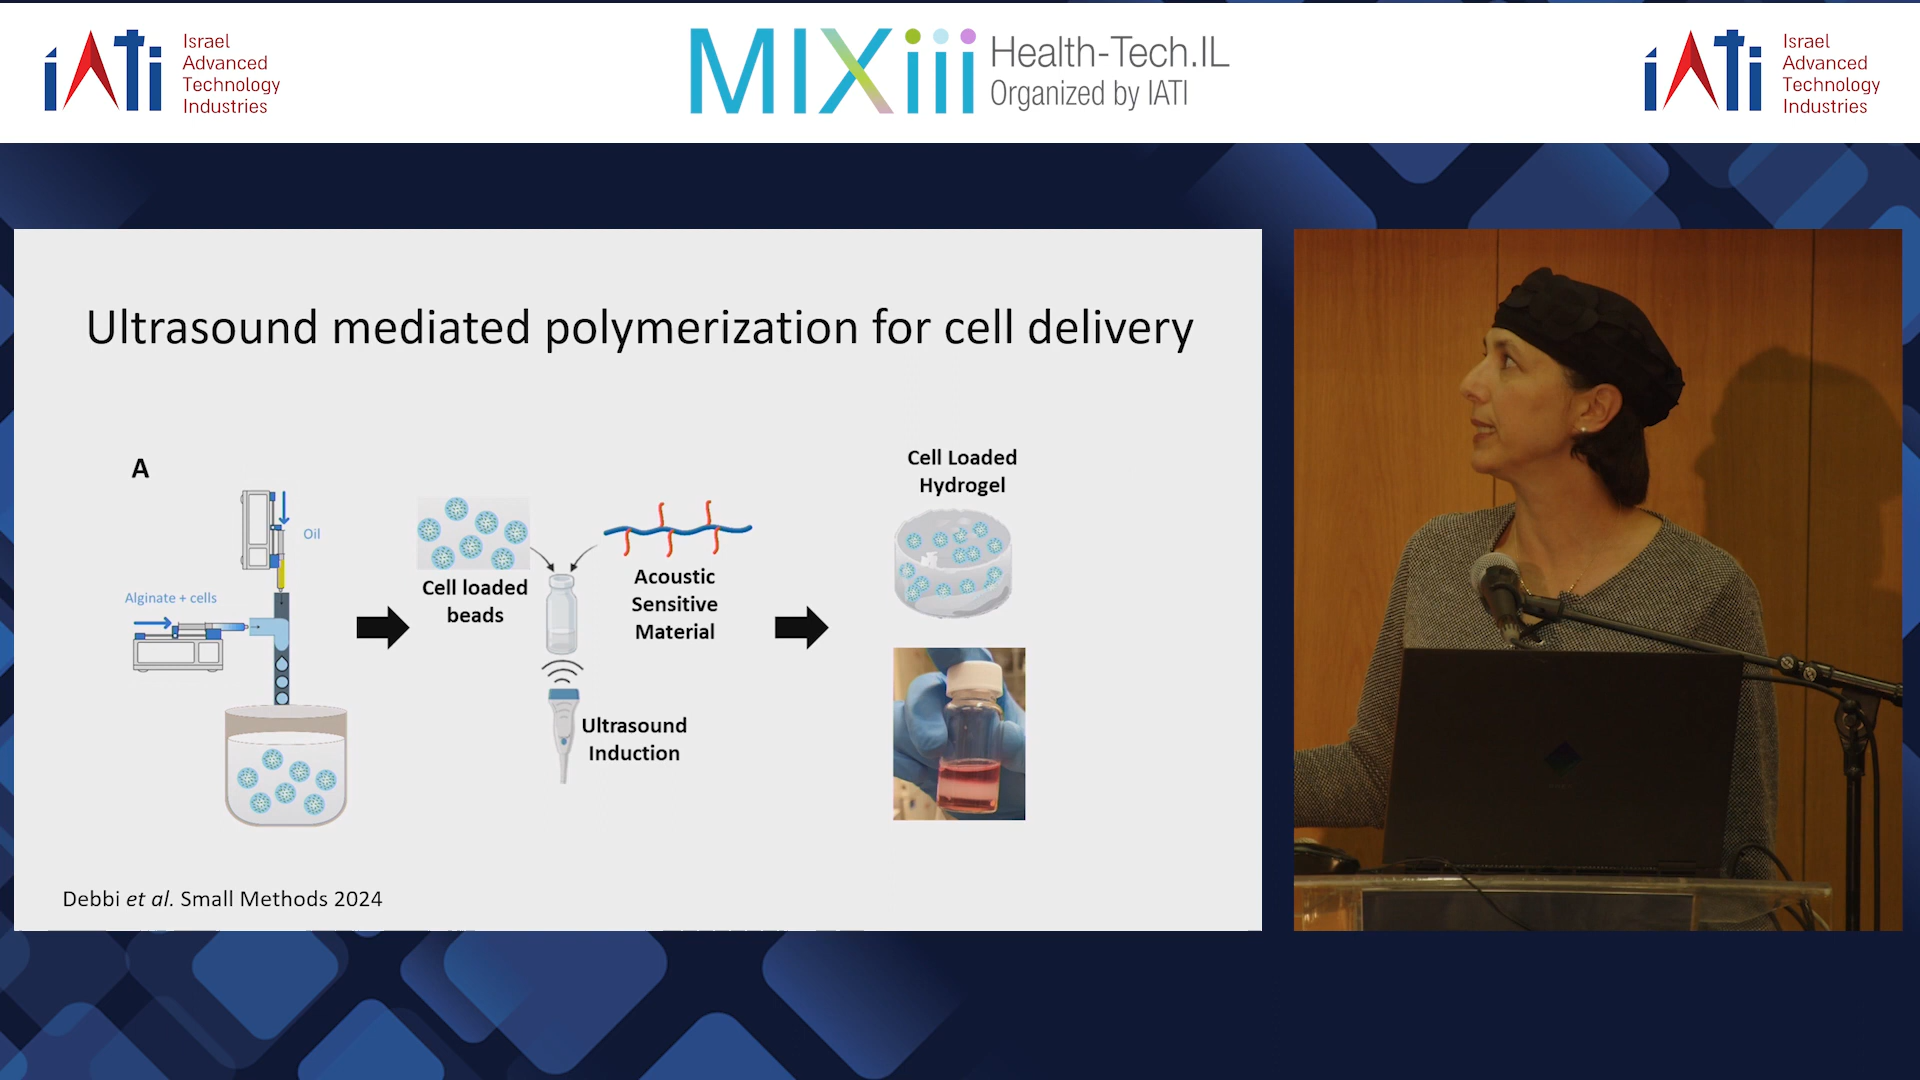 iATi
Israel
Advanced
Technology
Industries
MIXiii
Health-Tech.IL
Organized by IATI
iATi
Israel
Advanced
Technology
Industries
Ultrasound mediated polymerization for cell delivery
A
Oil
Alginate + cells
Cell loaded
beads
Acoustic
Sensitive
Material
Ultrasound
Induction
Cell Loaded
Hydrogel
Debbi et al. Small Methods 2024